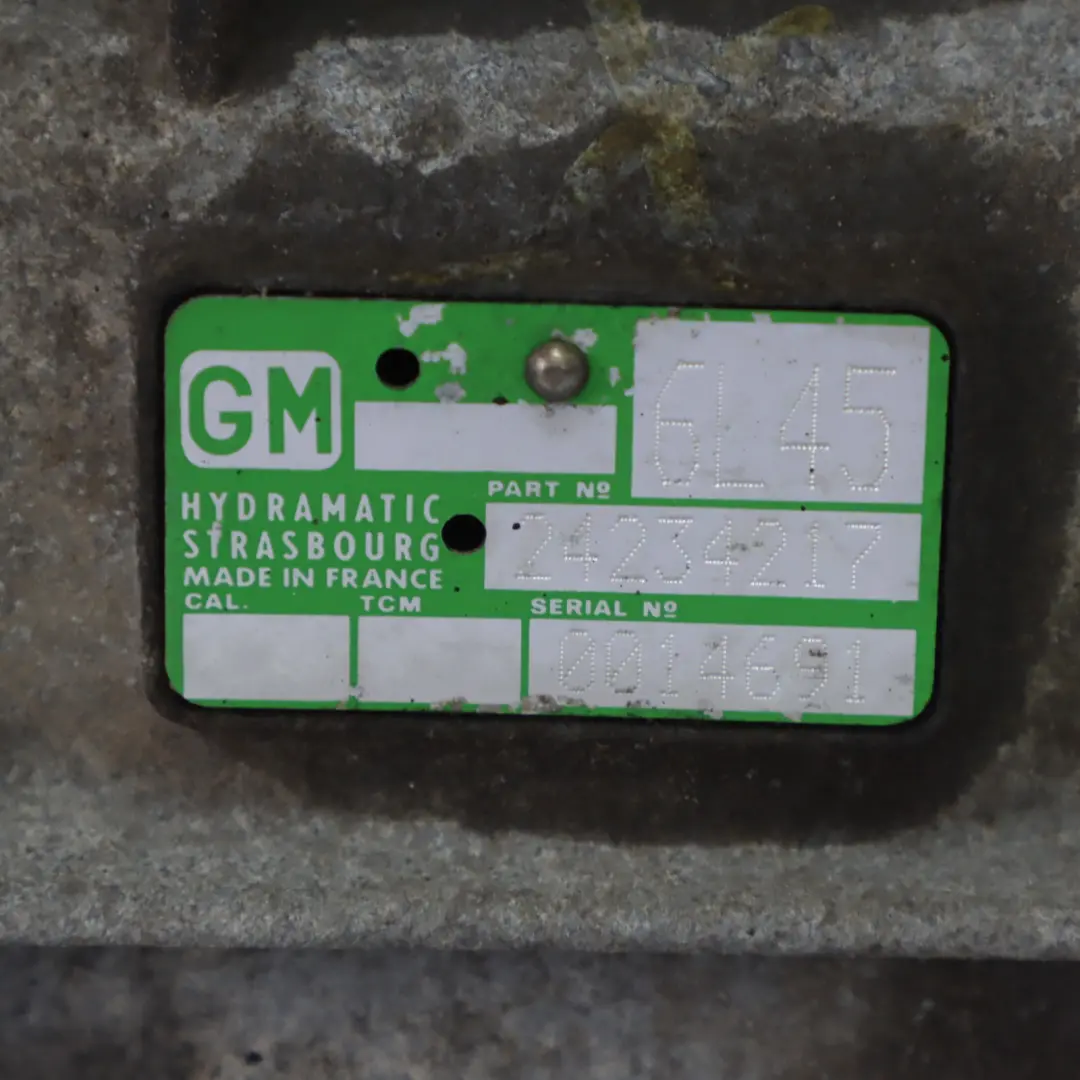 GM
6L45
HYDRAMATIC
STRASBOURG
MADE IN FRANCE
PART Nº
24234217
CAL.
TCM
SERIAL Nº
0014691